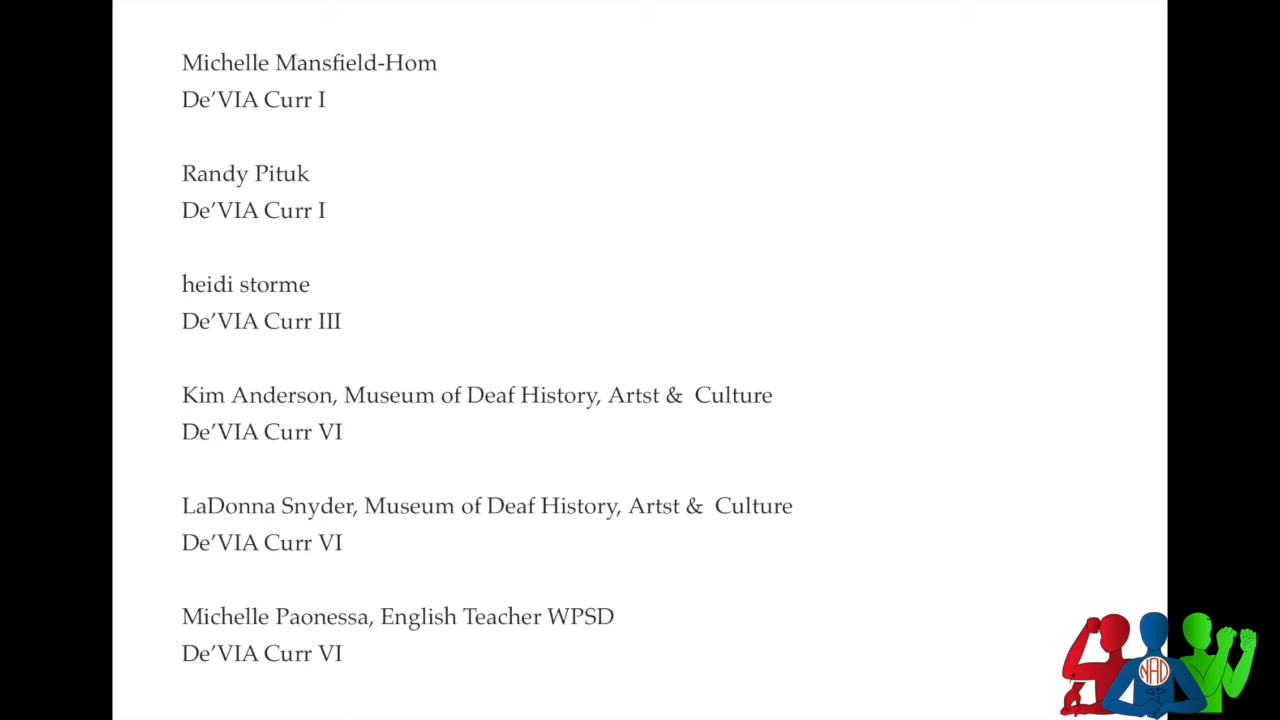 Michelle Mansfield-Hom
De’VIA Curr I
Randy Pituk
De’VIA Curr I
heidi storme
De’VIA Curr III
Kim Anderson, Museum of Deaf History, Artst &  Culture
De’VIA Curr VI
LaDonna Snyder, Museum of Deaf History, Artst &  Culture
De’VIA Curr VI
Michelle Paonessa, English Teacher WPSD
De’VIA Curr VI
NAD